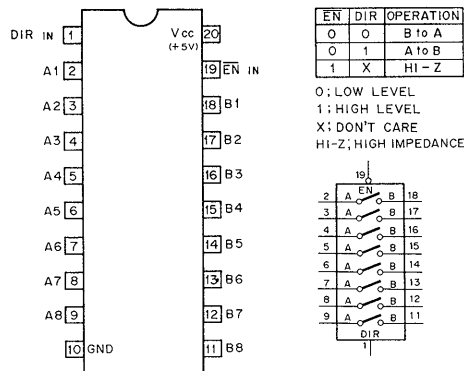 DIR IN 1
A1 2
A2 3
A3 4
A4 5
A5 6
A6 7
A7 8
A8 9
10 GND
Vcc 20
(+5V)
19 E̅N̅ IN
18 B1
17 B2
16 B3
15 B4
14 B5
13 B6
12 B7
11 B8
E̅N̅ DIR OPERATION
0 0 B to A
0 1 A to B
1 X HI-Z
0; LOW LEVEL
1; HIGH LEVEL
X; DON'T CARE
HI-Z; HIGH IMPEDANCE
19
EN
2 A B 18
3 A B 17
4 A B 16
5 A B 15
6 A B 14
7 A B 13
8 A B 12
9 A B 11
DIR
1